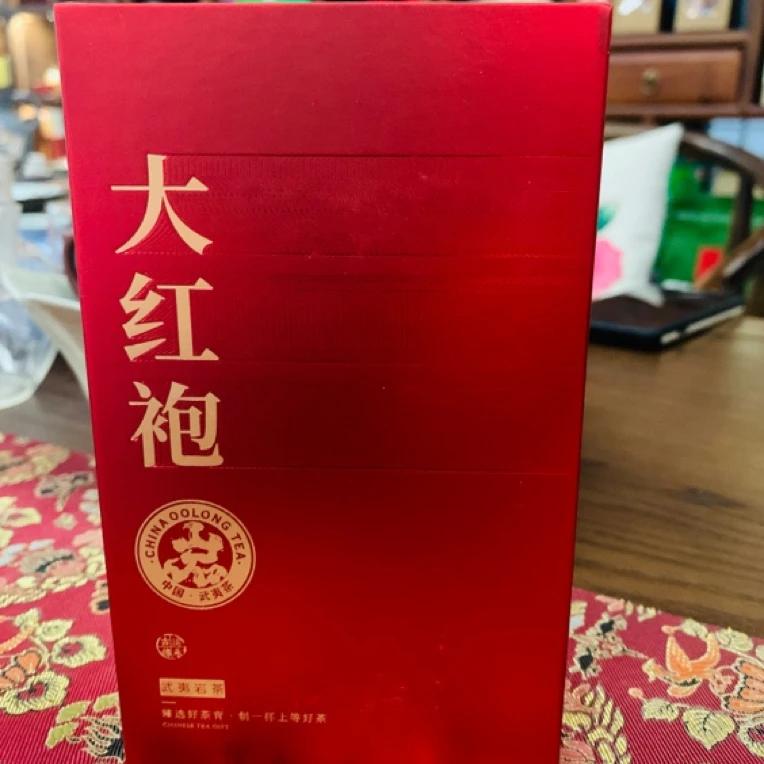 大红袍
CHINA OOLONG TEA
岩
中国·武夷茶
武夷岩茶
臻选好茶青·制一杯上等好茶
CHINESE TEA GIFT